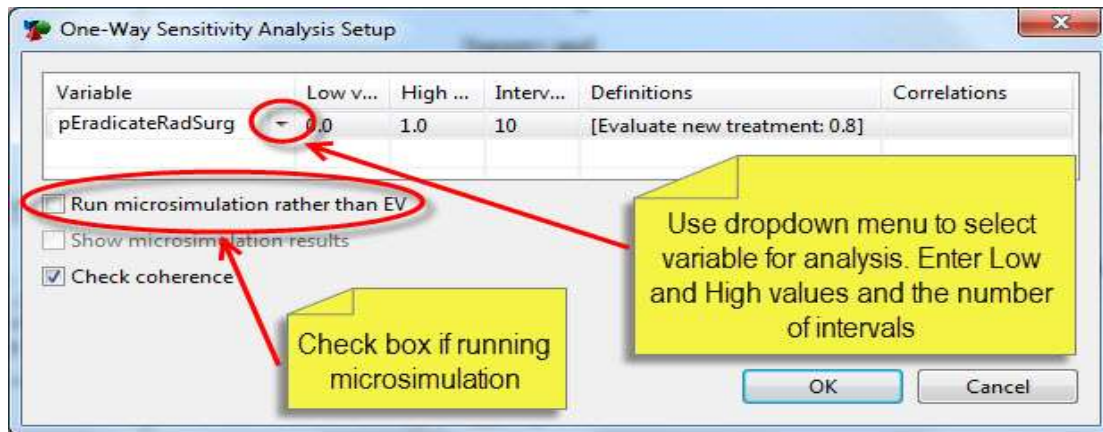 One-Way Sensitivity Analysis Setup
Variable Low v... High ... Interv... Definitions Correlations
pEradicateRadSurg 0.0 1.0 10 [Evaluate new treatment: 0.8]
Run microsimulation rather than EV
Show microsimulation results
Check coherence
Use dropdown menu to select
variable for analysis. Enter Low
and High values and the number
of intervals
Check box if running
microsimulation
OK Cancel